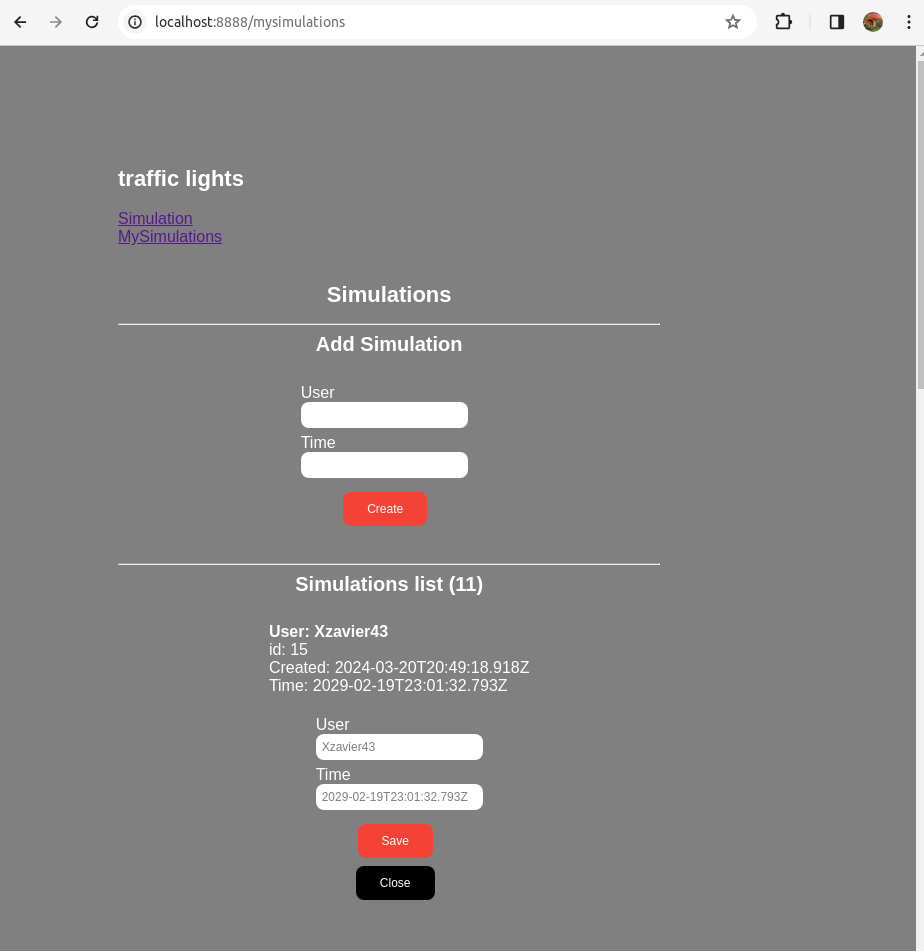 localhost:8888/mysimulations
traffic lights
Simulation
MySimulations
Simulations
Add Simulation
User
Time
Create
Simulations list (11)
User: Xzavier43
id: 15
Created: 2024-03-20T20:49:18.918Z
Time: 2029-02-19T23:01:32.793Z
User
Xzavier43
Time
2029-02-19T23:01:32.793Z
Save
Close